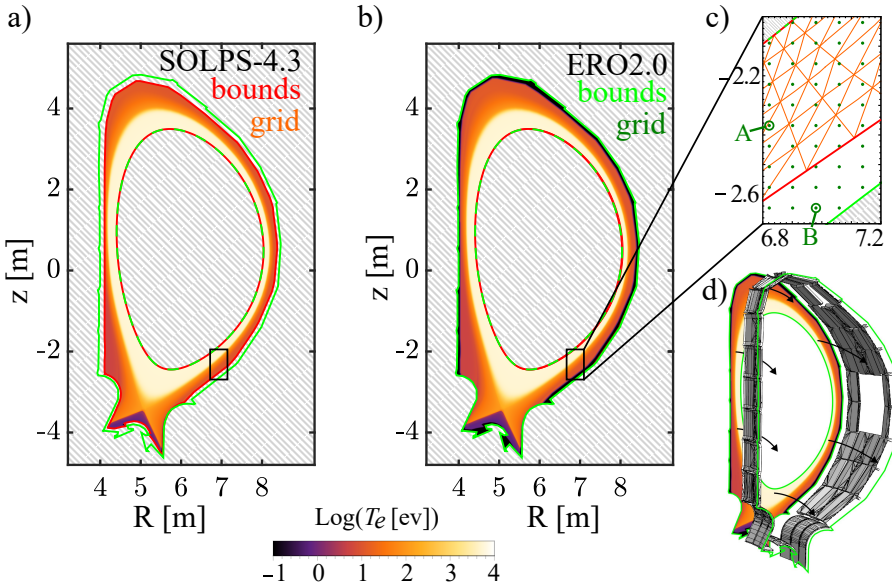 a)
SOLPS-4.3
bounds
grid
4
2
0
−2
−4
z [m]
4 5 6 7 8
R [m]
b)
ERO2.0
bounds
grid
4
2
0
-2
-4
z [m]
4 5 6 7 8
R [m]
c)
−2.2
A
−2.6
B
6.8 7.2
d)
Log(Te [ev])
−1 0 1 2 3 4